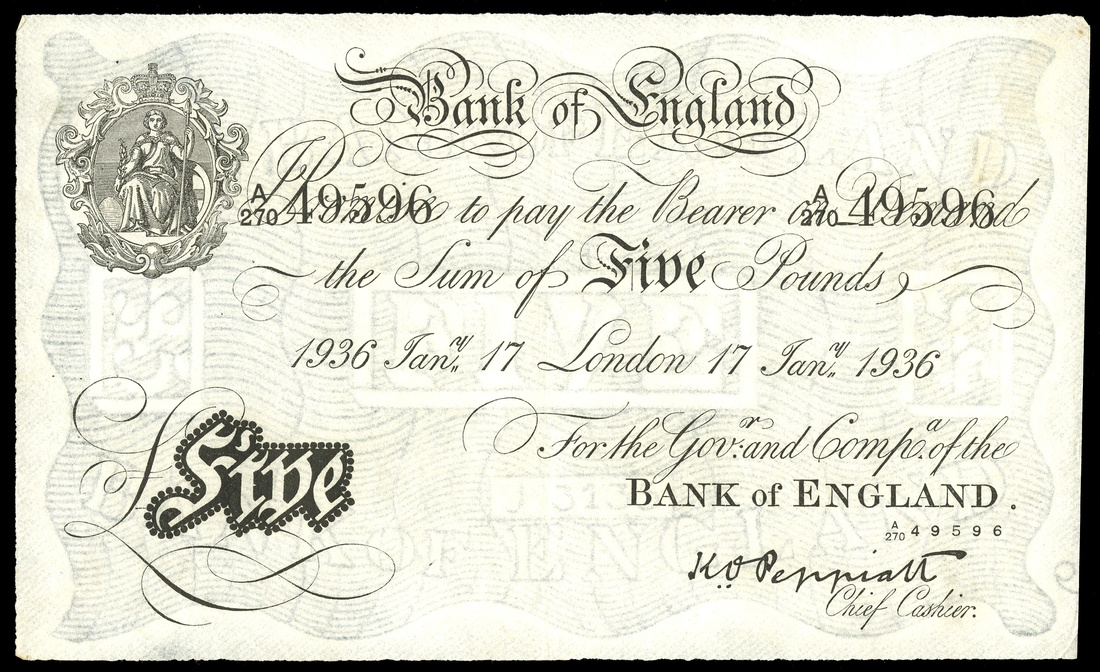 Bank of England
A/270 49596 I Promise to pay the Bearer on Demand A/270 49596
the Sum of Five Pounds
1936 Jan.ry 17 London 17 Jan.ry 1936
For the Gov.r and Comp.a of the
£Five
BANK of ENGLAND.
A/270 49596
K.O. Peppiatt
Chief Cashier.